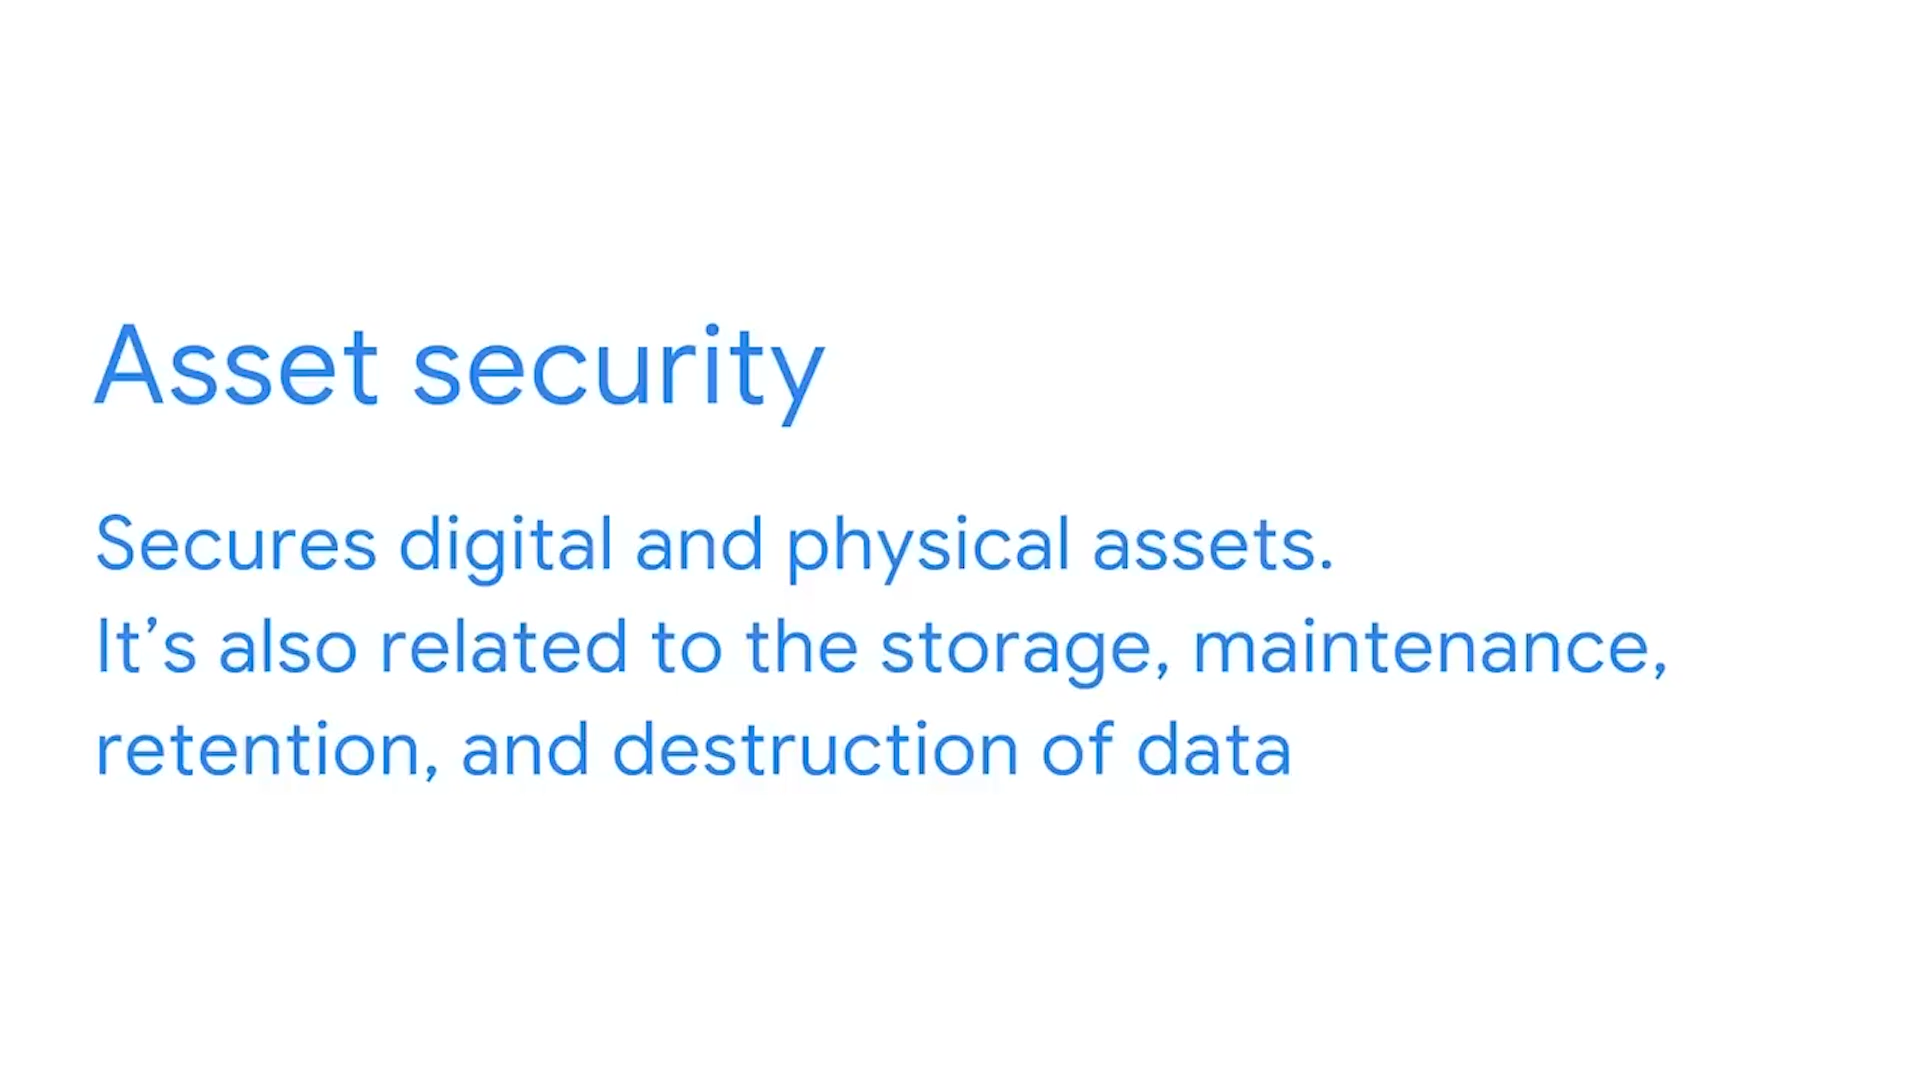 Asset security
Secures digital and physical assets.
It’s also related to the storage, maintenance,
retention, and destruction of data